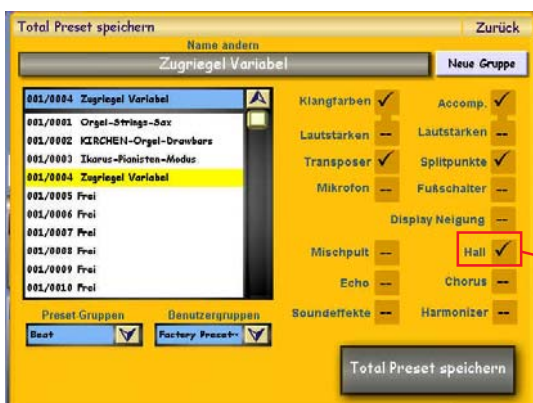 Total Preset speichern
Zurück
Name ändern
Zugriegel Variabel
Neue Gruppe
001/0004 Zugriegel Variabel
001/0001 Orgel-Strings-Sax
001/0002 KIRCHEN-Orgel-Drawbars
001/0003 Ikarus-Pianisten-Modus
001/0004 Zugriegel Variabel
001/0005 Frei
001/0006 Frei
001/0007 Frei
001/0008 Frei
001/0009 Frei
001/0010 Frei
Preset-Gruppen
Benutzergruppen
Beat
Factory Preset-
Klangfarben ✓
Accomp. ✓
Lautstärken --
Lautstärken --
Transposer ✓
Splitpunkte ✓
Mikrofon --
Fußschalter --
Display Neigung --
Mischpult --
Hall ✓
Echo --
Chorus --
Soundeffekte --
Harmonizer --
Total Preset speichern